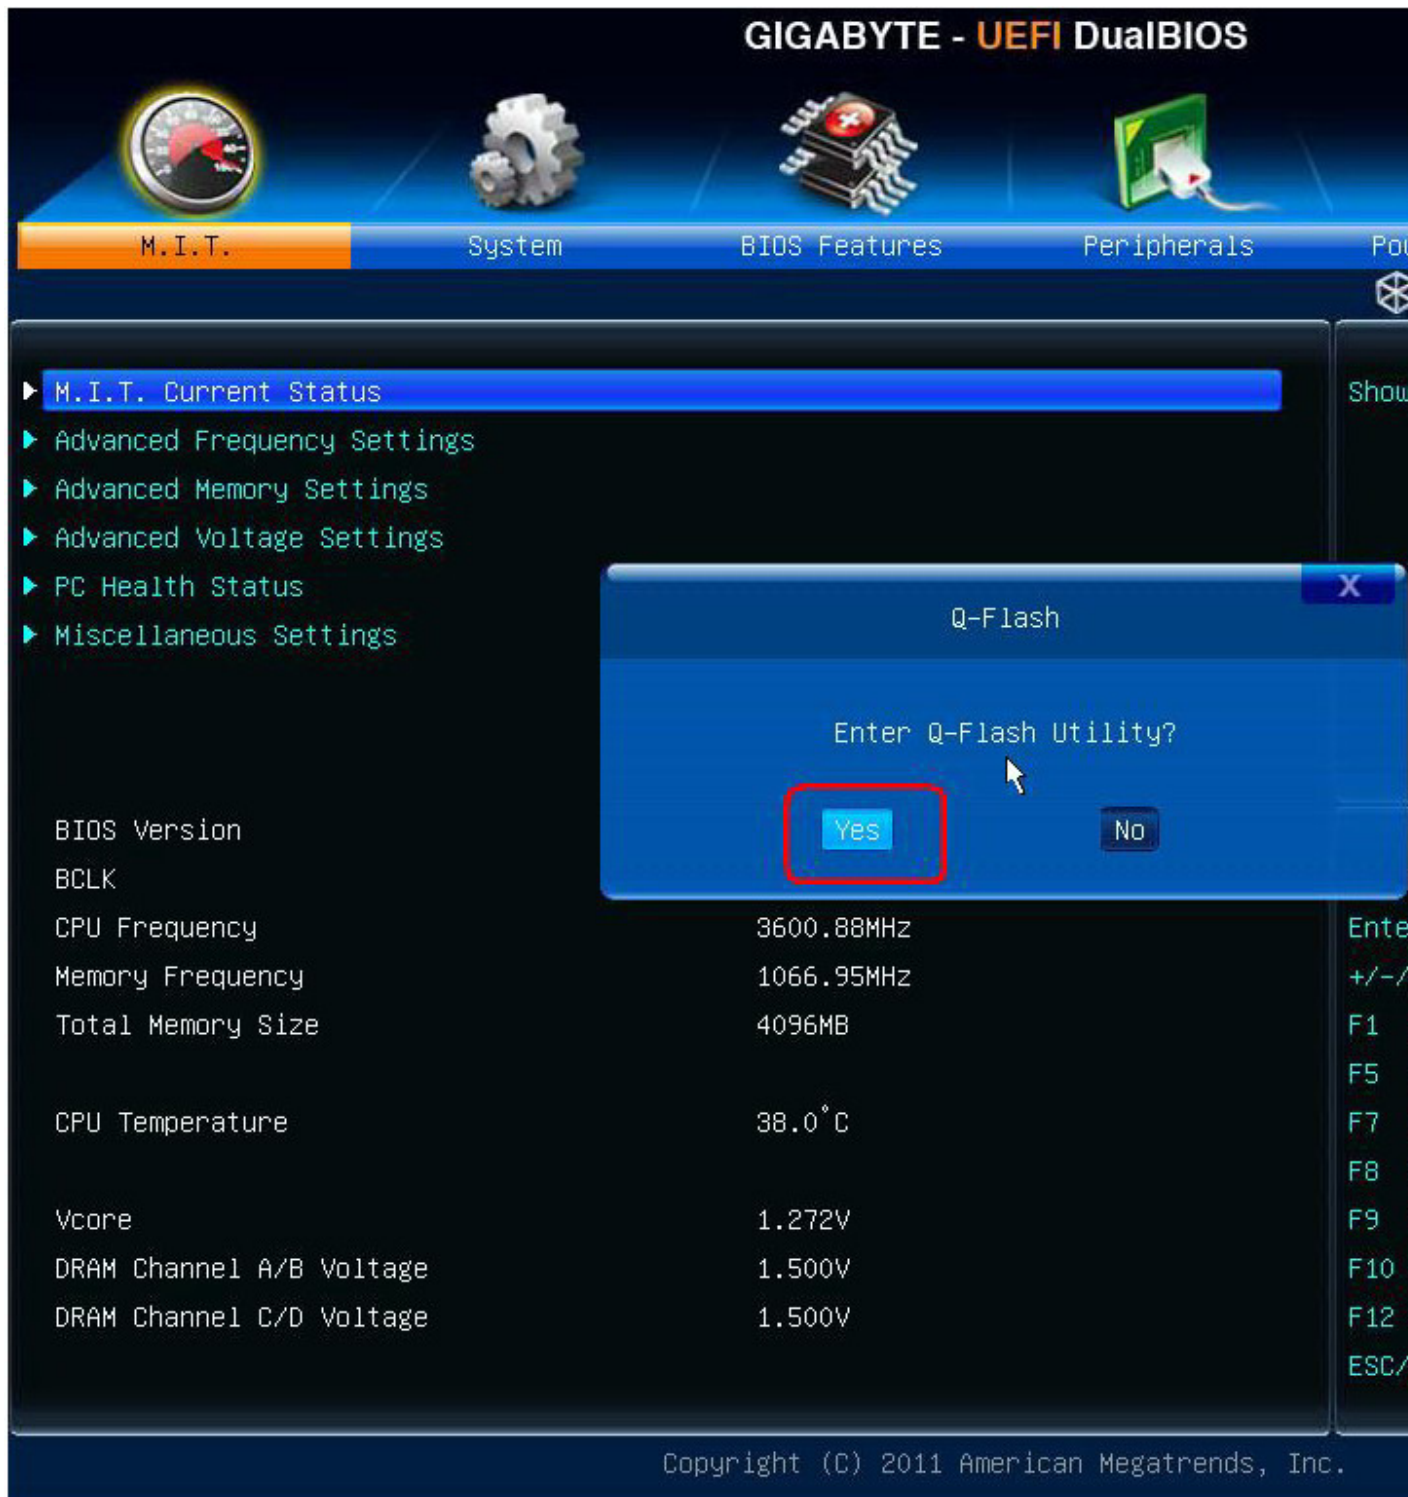 GIGABYTE - UEFI DualBIOS
M.I.T. System BIOS Features Peripherals
M.I.T. Current Status
Show
Advanced Frequency Settings
Advanced Memory Settings
Advanced Voltage Settings
PC Health Status
Miscellaneous Settings
X
Q-Flash
Enter Q-Flash Utility?
Yes No
BIOS Version
BCLK
CPU Frequency 3600.88MHz
Memory Frequency 1066.95MHz
Total Memory Size 4096MB
CPU Temperature 38.0°C
Vcore 1.272V
DRAM Channel A/B Voltage 1.500V
DRAM Channel C/D Voltage 1.500V
+/-/
F1
F5
F7
F8
F9
F10
F12
ESC/
Copyright (C) 2011 American Megatrends, Inc.